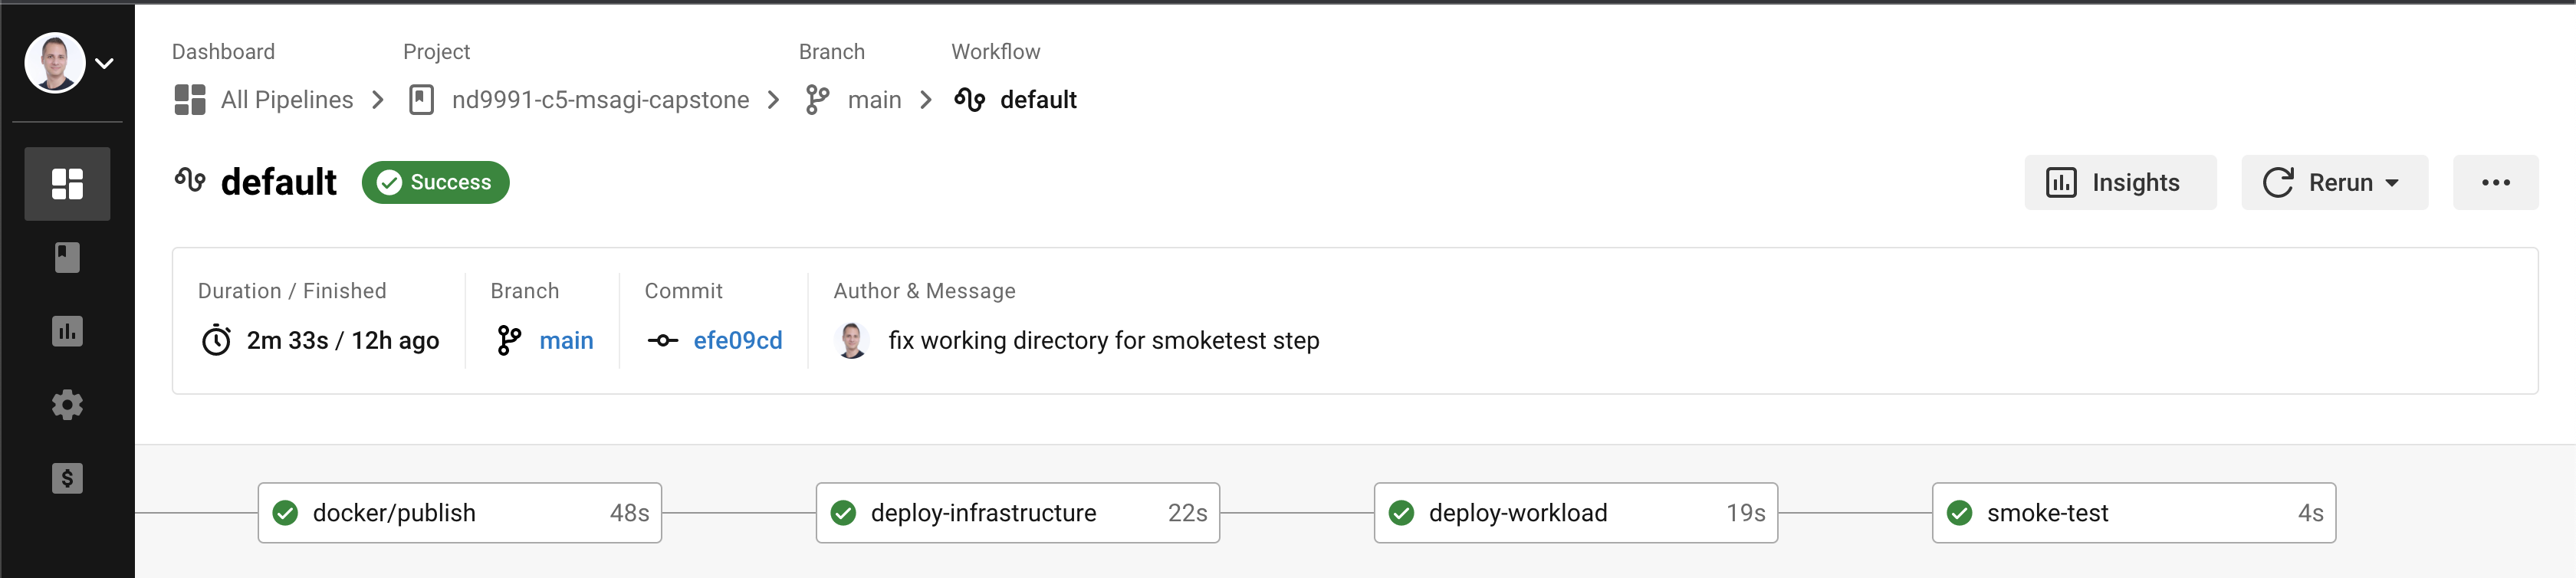 Dashboard Project Branch Workflow
All Pipelines nd9991-c5-msagi-capstone main default
default Success Insights Rerun
Duration / Finished Branch Commit Author & Message
2m 33s / 12h ago main efe09cd fix working directory for smoketest step
$
docker/publish 48s deploy-infrastructure 22s deploy-workload 19s smoke-test 4s